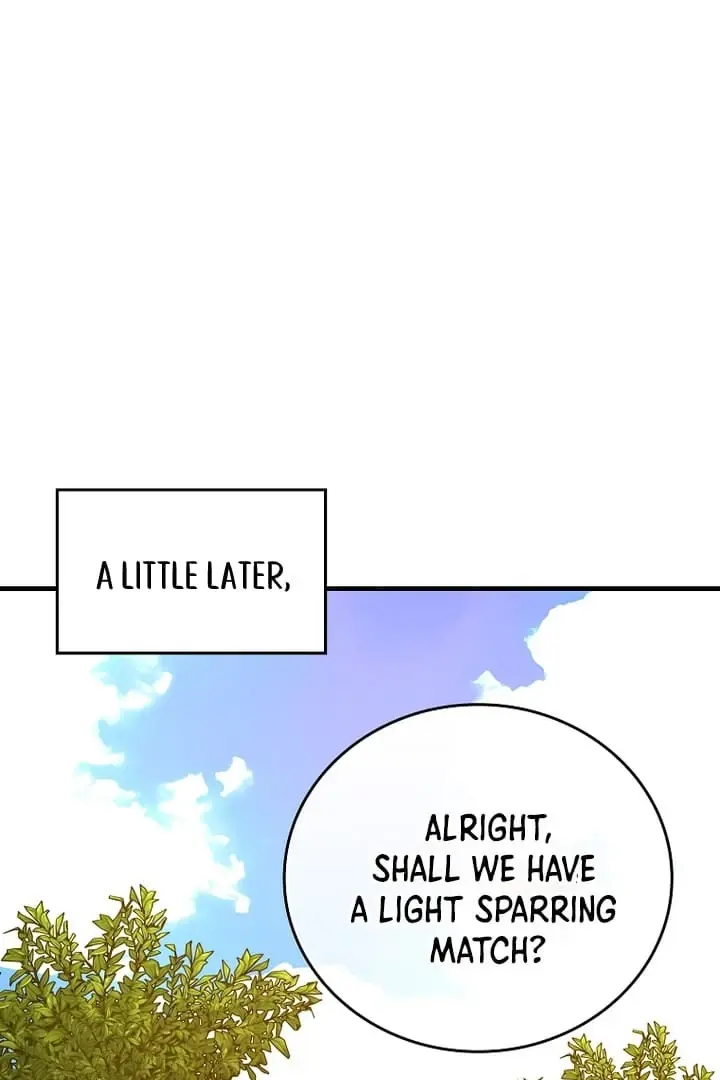 A LITTLE LATER,
ALRIGHT,
SHALL WE HAVE
A LIGHT SPARRING
MATCH?